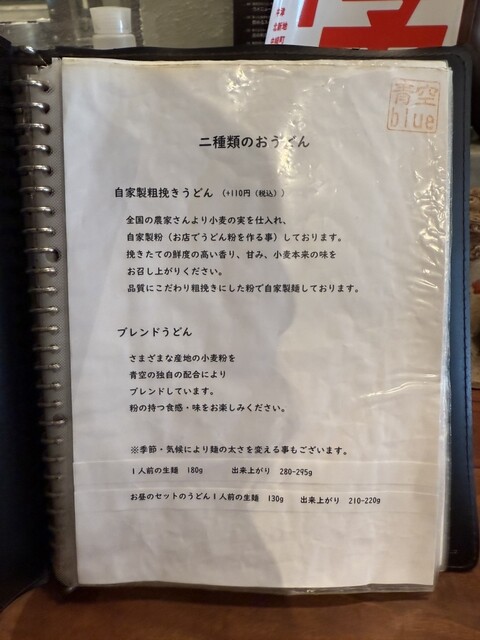 青空
blue
二種類のおうどん
自家製粗挽きうどん (+110円(税込))
全国の農家さんより小麦の実を仕入れ、
自家製粉(お店でうどん粉を作る事)しております。
挽きたての鮮度の高い香り、甘み、小麦本来の味を
お召し上がりください。
品質にこだわり粗挽きにした粉で自家製麺しております。
ブレンドうどん
さまざまな産地の小麦粉を
青空の独自の配合により
ブレンドしています。
粉の持つ食感・味をお楽しみください。
※季節・気候により麺の太さを変える事もございます。
1人前の生麺 180g 出来上がり 280-295g
お昼のセットのうどん1人前の生麺 130g 出来上がり 210-220g